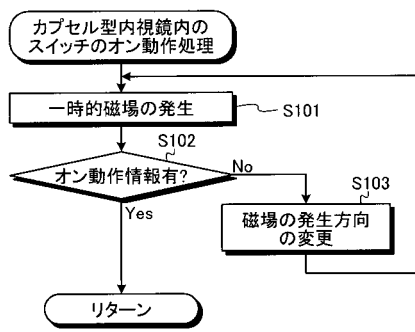 カプセル型内視鏡内の
スイッチのオン動作処理
一時的磁場の発生
S101
S102
オン動作情報有?
No
Yes
S103
磁場の発生方向
の変更
リターン